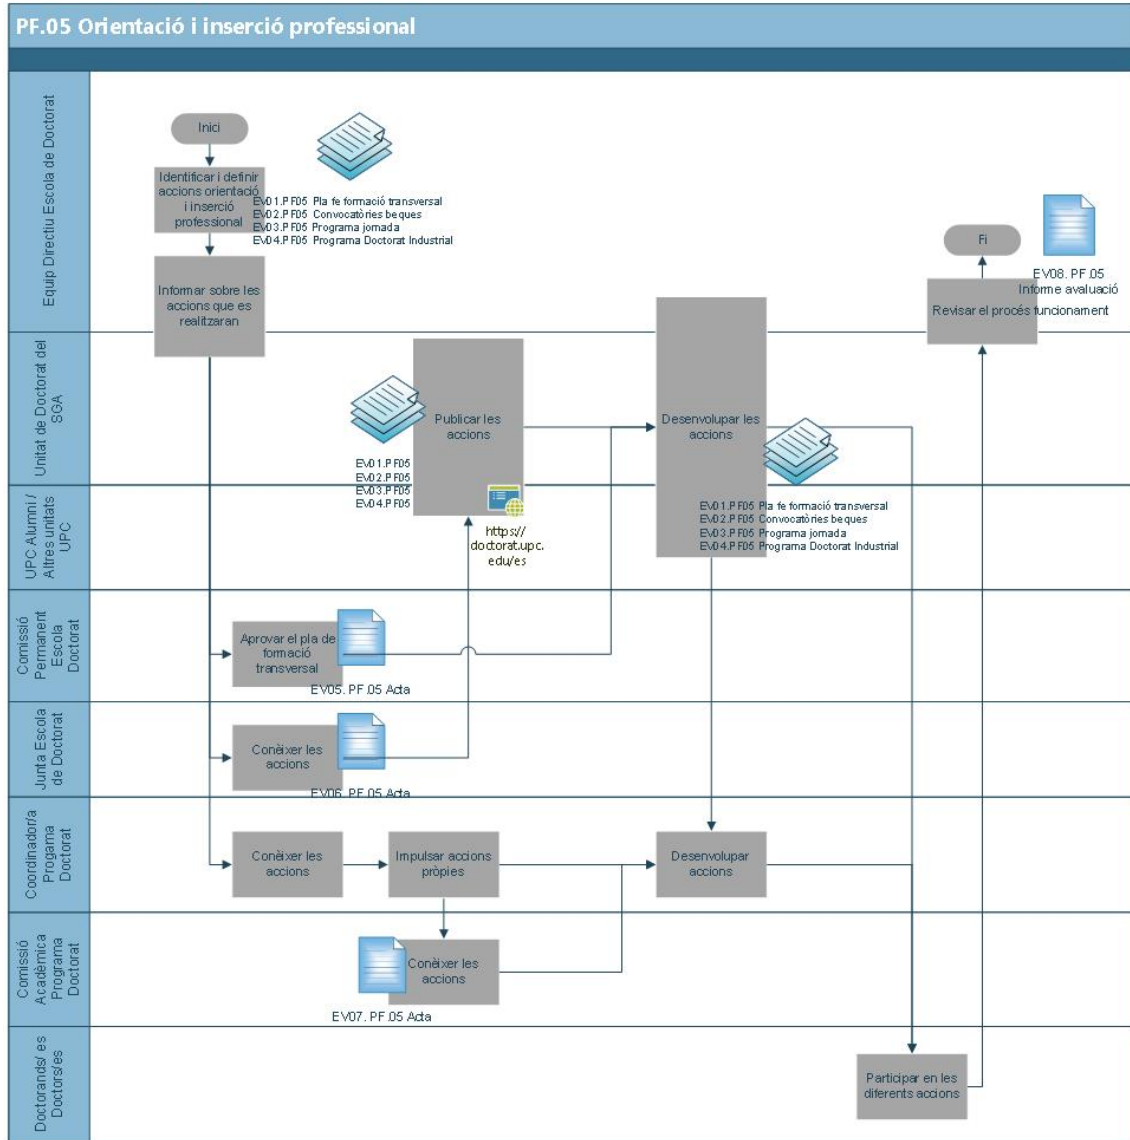 PF.05 Orientació i inserció professional
Equip Directiu Escola de Doctorat
Inici
Identificar i definir
accions orientació
i inserció
professional
EV01.PF05 Pla fe formació transversal
EV02.PF05 Convocatòries beques
EV03.PF05 Programa jornada
EV04.PF05 Programa Doctorat Industrial
Informar sobre les
accions que es
realitzaran
Fi
EV08. PF.05
Informe avaluació
Revisar el procés funcionament
Unitat de Doctorat del
SGA
Publicar les
accions
EV01.PF05
EV02.PF05
EV03.PF05
EV04.PF05
https://
doctorat.upc.
edu/es
Desenvolupar les
accions
EV01.PF05 Pla fe formació transversal
EV02.PF05 Convocatòries beques
EV03.PF05 Programa jornada
EV04.PF05 Programa Doctorat Industrial
UPC Alumni /
Altres unitats
UPC
Comissió
Permanent
Escola
Doctorat
Aprovar el pla de
formació
transversal
EV05. PF.05 Acta
Junta Escola
de Doctorat
Conèixer les
accions
EV06. PF.05 Acta
Coordinador/a
Progama
Doctorat
Conèixer les
accions
Impulsar accions
pròpies
Desenvolupar
accions
Comissió
Acadèmica
Programa
Doctorat
Conèixer les
accions
EV07. PF.05 Acta
Doctorands/es
Doctors/es
Participar en les
diferents accions